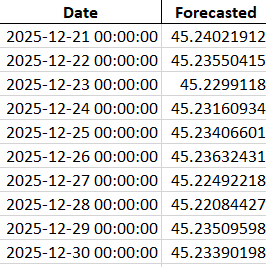 Date Forecasted
2025-12-21 00:00:00 45.24021912
2025-12-22 00:00:00 45.23550415
2025-12-23 00:00:00 45.2299118
2025-12-24 00:00:00 45.23160934
2025-12-25 00:00:00 45.23406601
2025-12-26 00:00:00 45.23632431
2025-12-27 00:00:00 45.22492218
2025-12-28 00:00:00 45.22084427
2025-12-29 00:00:00 45.23509598
2025-12-30 00:00:00 45.23390198